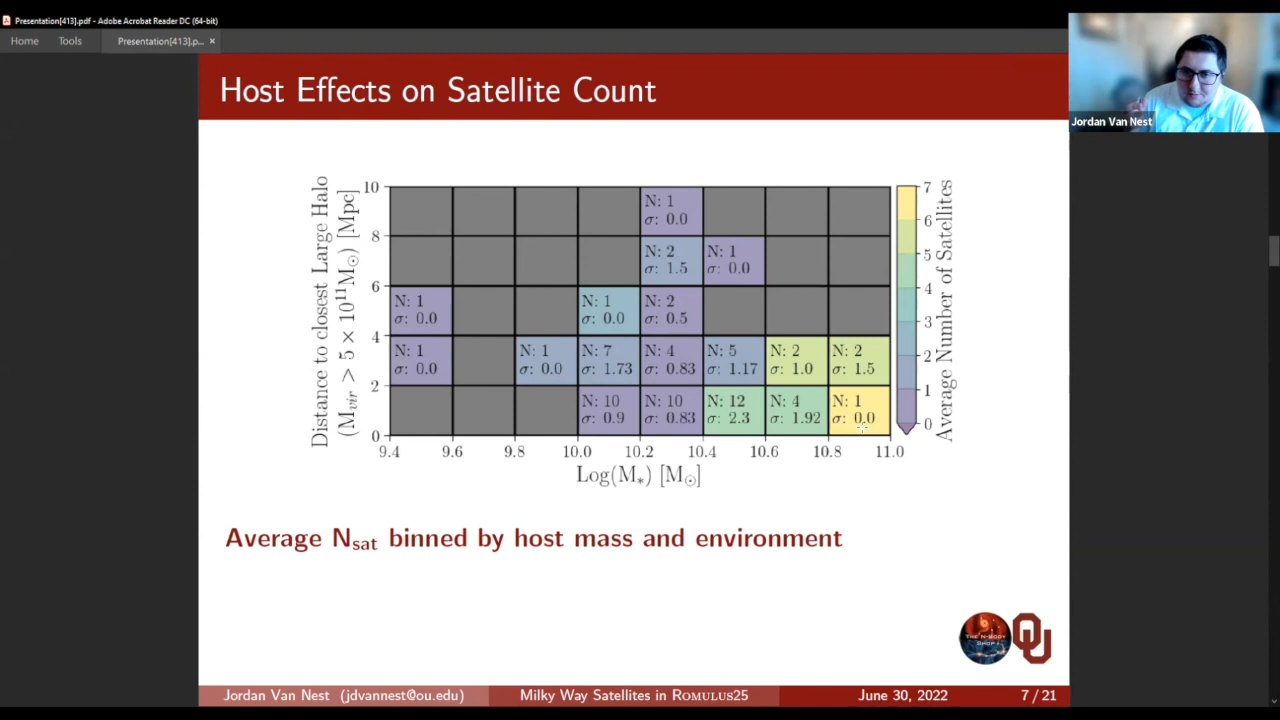 Presentation[413].pdf - Adobe Acrobat Reader DC (64-bit)
Home Tools Presentation[413].p... ×
Jordan Van Nest
Host Effects on Satellite Count
Distance to closest Large Halo
(Mvir > 5 × 10¹¹M☉) [Mpc]
10
8
6
4
2
0
N: 1
σ: 0.0
N: 2 N: 1
σ: 1.5 σ: 0.0
N: 1 N: 1 N: 2
σ: 0.0 σ: 0.0 σ: 0.5
N: 1 N: 1 N: 7 N: 4 N: 5 N: 2 N: 2
σ: 0.0 σ: 0.0 σ: 1.73 σ: 0.83 σ: 1.17 σ: 1.0 σ: 1.5
N: 10 N: 10 N: 12 N: 4 N: 1
σ: 0.9 σ: 0.83 σ: 2.3 σ: 1.92 σ: 0.0
9.4 9.6 9.8 10.0 10.2 10.4 10.6 10.8 11.0
Log(M*) [M☉]
7
6
5
4
3
2
1
0
Average Number of Satellites
Average Nsat binned by host mass and environment
THE N-BODY
SHOP
OU
Jordan Van Nest (jdvannest@ou.edu) Milky Way Satellites in ROMULUS25 June 30, 2022 7 / 21